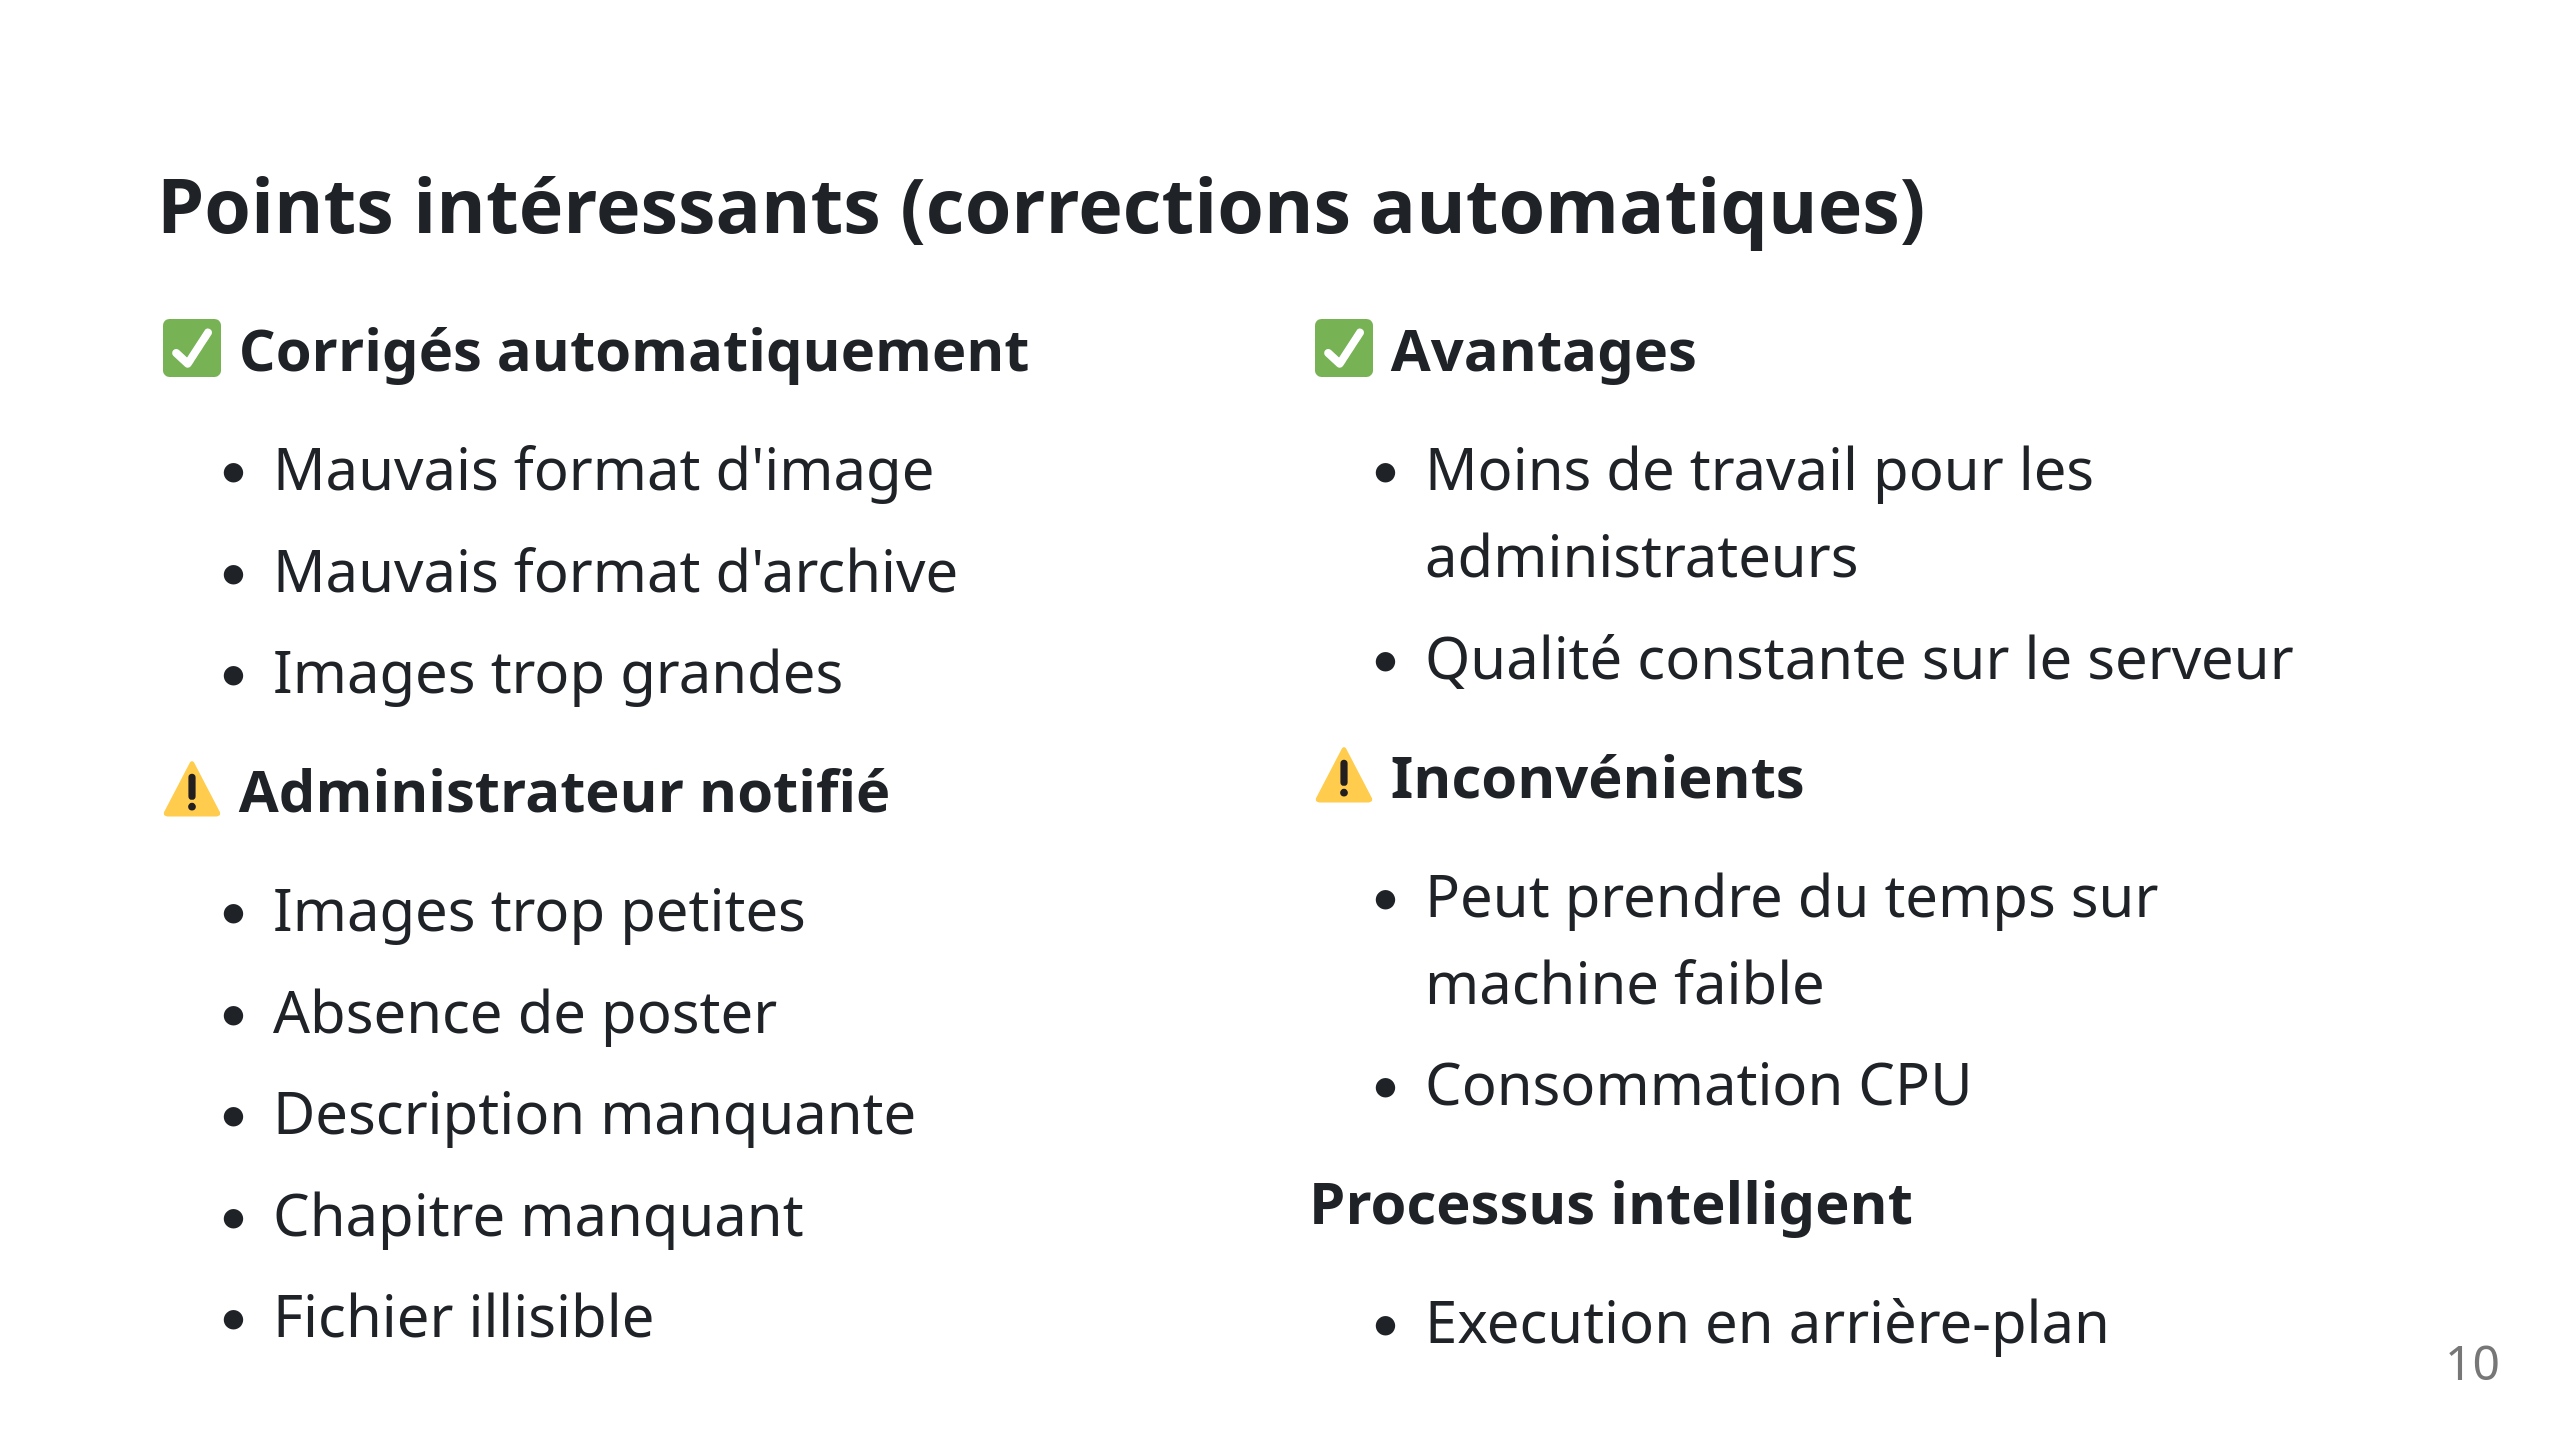 Points intéressants (corrections automatiques)
✅ Corrigés automatiquement
• Mauvais format d'image
• Mauvais format d'archive
• Images trop grandes
⚠️ Administrateur notifié
• Images trop petites
• Absence de poster
• Description manquante
• Chapitre manquant
• Fichier illisible
✅ Avantages
• Moins de travail pour les
administrateurs
• Qualité constante sur le serveur
⚠️ Inconvénients
• Peut prendre du temps sur
machine faible
• Consommation CPU
Processus intelligent
• Execution en arrière-plan
10